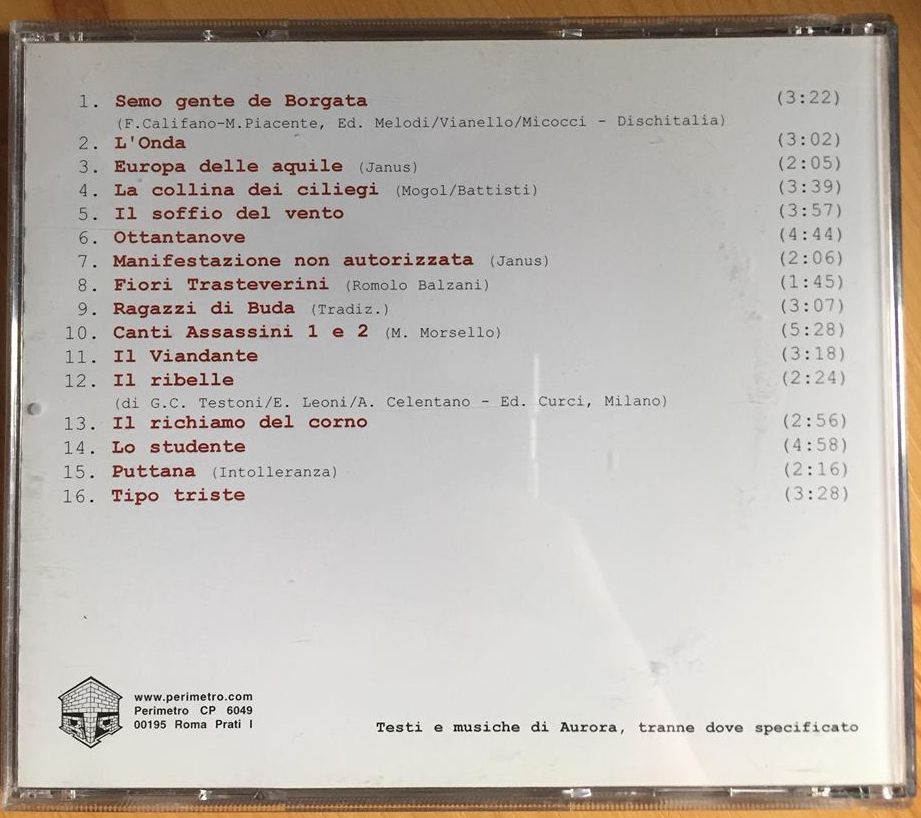 1. Semo gente de Borgata (3:22)
(F.Califano-M.Piacente, Ed. Melodi/Vianello/Micocci - Dischitalia)
2. L'Onda (3:02)
3. Europa delle aquile (Janus) (2:05)
4. La collina dei ciliegi (Mogol/Battisti) (3:39)
5. Il soffio del vento (3:57)
6. Ottantanove (4:44)
7. Manifestazione non autorizzata (Janus) (2:06)
8. Fiori Trasteverini (Romolo Balzani) (1:45)
9. Ragazzi di Buda (Tradiz.) (3:07)
10. Canti Assassini 1 e 2 (M. Morsello) (5:28)
11. Il Viandante (3:18)
12. Il ribelle (2:24)
(di G.C. Testoni/E. Leoni/A. Celentano - Ed. Curci, Milano)
13. Il richiamo del corno (2:56)
14. Lo studente (4:58)
15. Puttana (Intolleranza) (2:16)
16. Tipo triste (3:28)
www.perimetro.com
Perimetro CP 6049
00195 Roma Prati I
Testi e musiche di Aurora, tranne dove specificato